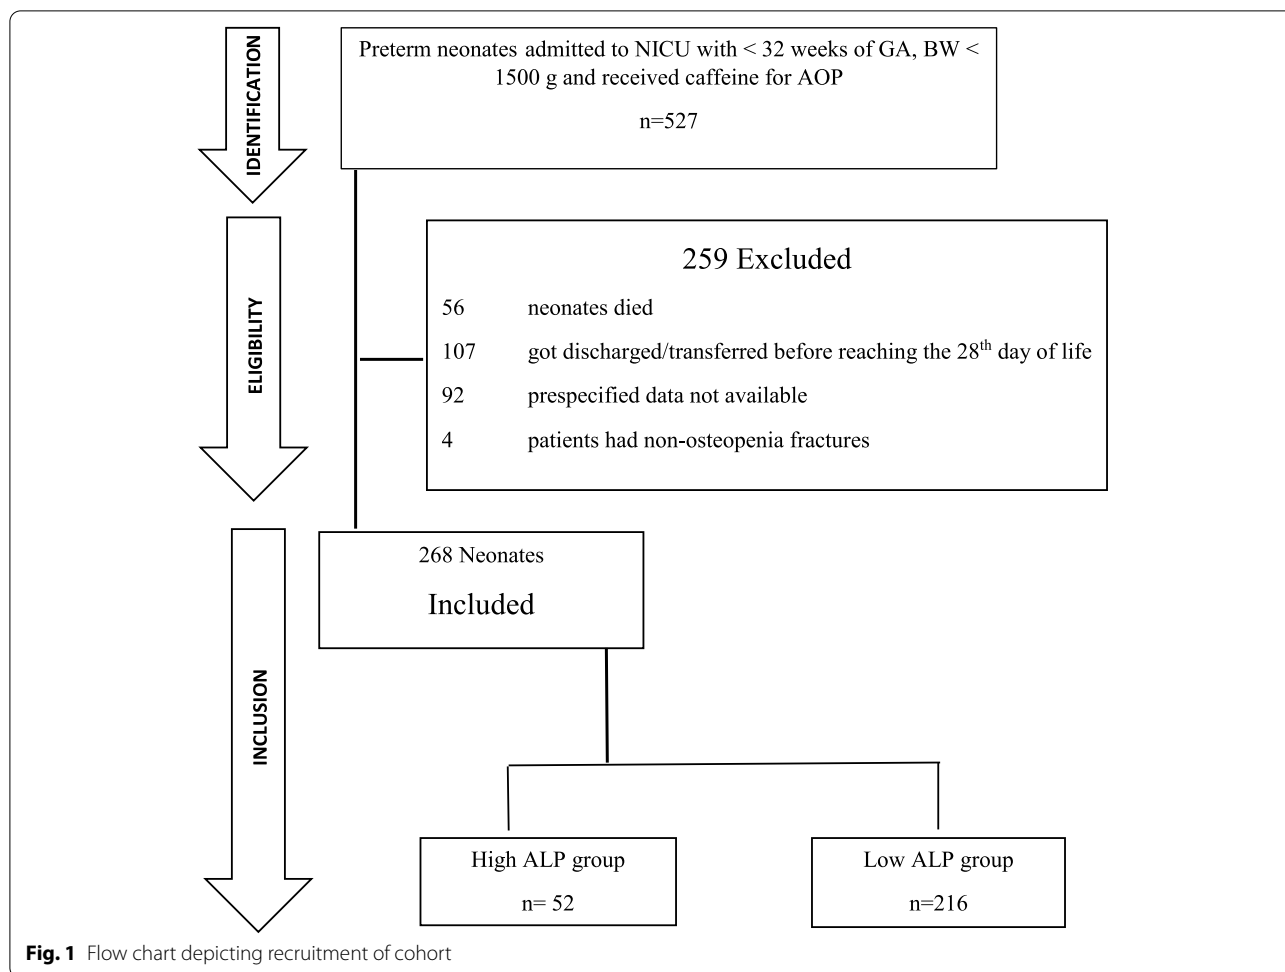 IDENTIFICATION
Preterm neonates admitted to NICU with < 32 weeks of GA, BW <
1500 g and received caffeine for AOP
n=527
ELIGIBILITY
259 Excluded
56 neonates died
107 got discharged/transferred before reaching the 28th day of life
92 prespecified data not available
4 patients had non-osteopenia fractures
INCLUSION
268 Neonates
Included
High ALP group
n= 52
Low ALP group
n=216
Fig. 1 Flow chart depicting recruitment of cohort